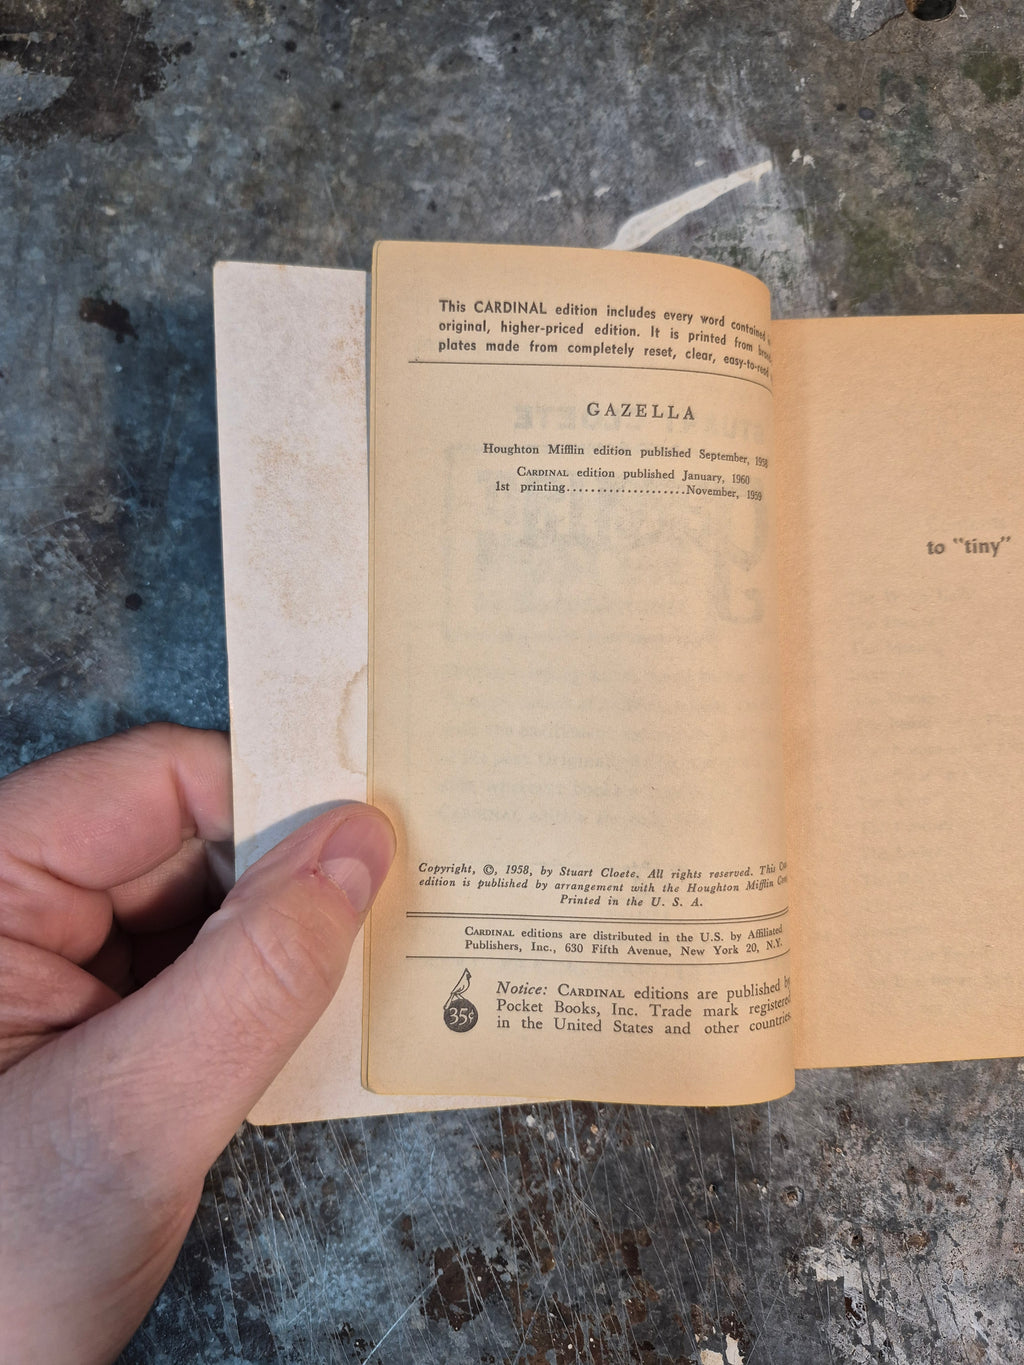 This CARDINAL edition includes every word contained
original, higher-priced edition. It is printed from
plates made from completely reset, clear, easy-to-read
GAZELLA
Houghton Mifflin edition published September, 1958
CARDINAL edition published January, 1960
1st printing....................November, 1959
to "tiny"
Copyright, ©, 1958, by Stuart Cloete. All rights reserved. This
edition is published by arrangement with the Houghton Mifflin
Printed in the U. S. A.
CARDINAL editions are distributed in the U.S. by Affiliated
Publishers, Inc., 630 Fifth Avenue, New York 20, N.Y.
35¢
Notice: CARDINAL editions are published by
Pocket Books, Inc. Trade mark registered
in the United States and other countries.